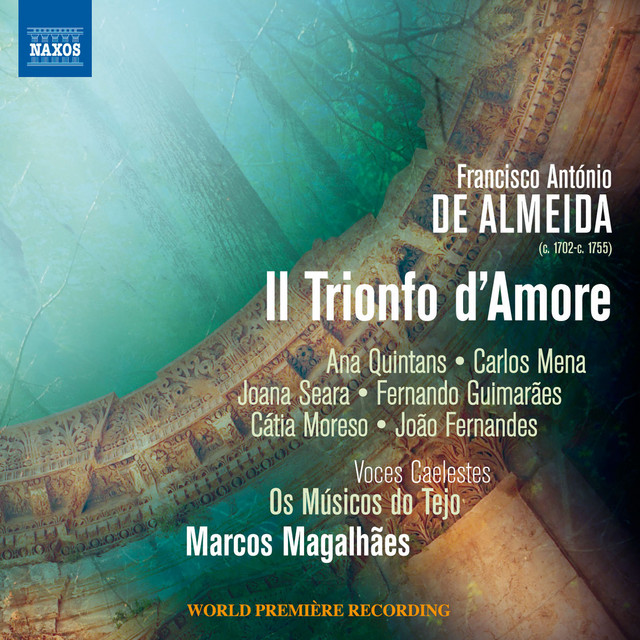 NAXOS
Francisco António
DE ALMEIDA
(c. 1702-c. 1755)
Il Trionfo d’Amore
Ana Quintans • Carlos Mena
Joana Seara • Fernando Guimarães
Cátia Moreso • João Fernandes
Voces Caelestes
Os Músicos do Tejo
Marcos Magalhães
WORLD PREMIÈRE RECORDING